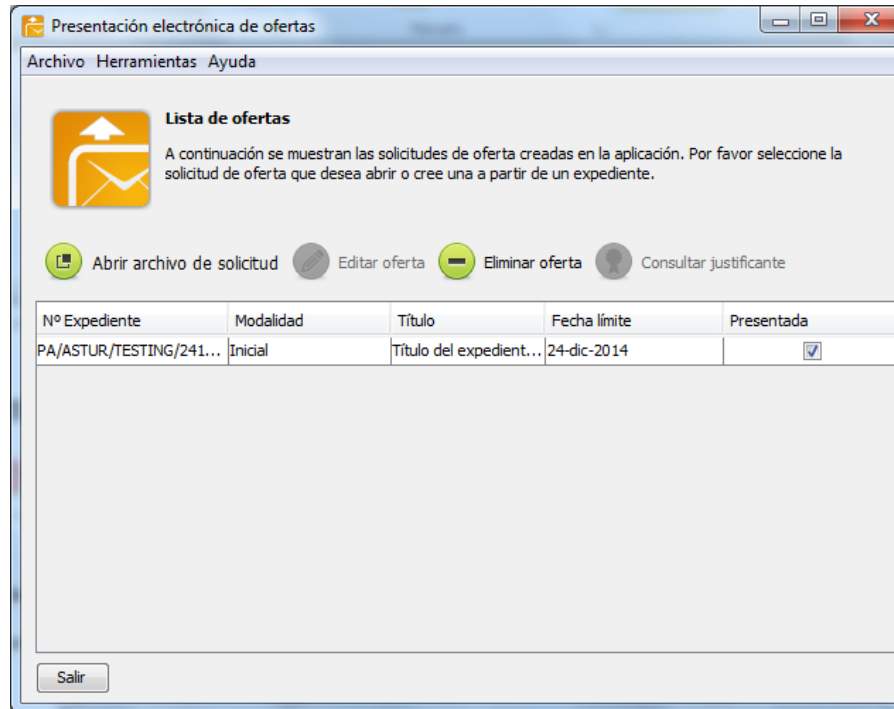 Presentación electrónica de ofertas
Archivo Herramientas Ayuda
Lista de ofertas
A continuación se muestran las solicitudes de oferta creadas en la aplicación. Por favor seleccione la
solicitud de oferta que desea abrir o cree una a partir de un expediente.
Abrir archivo de solicitud Editar oferta Eliminar oferta Consultar justificante
Nº Expediente Modalidad Título Fecha límite Presentada
PA/ASTUR/TESTING/241... Inicial Título del expedient... 24-dic-2014
Salir